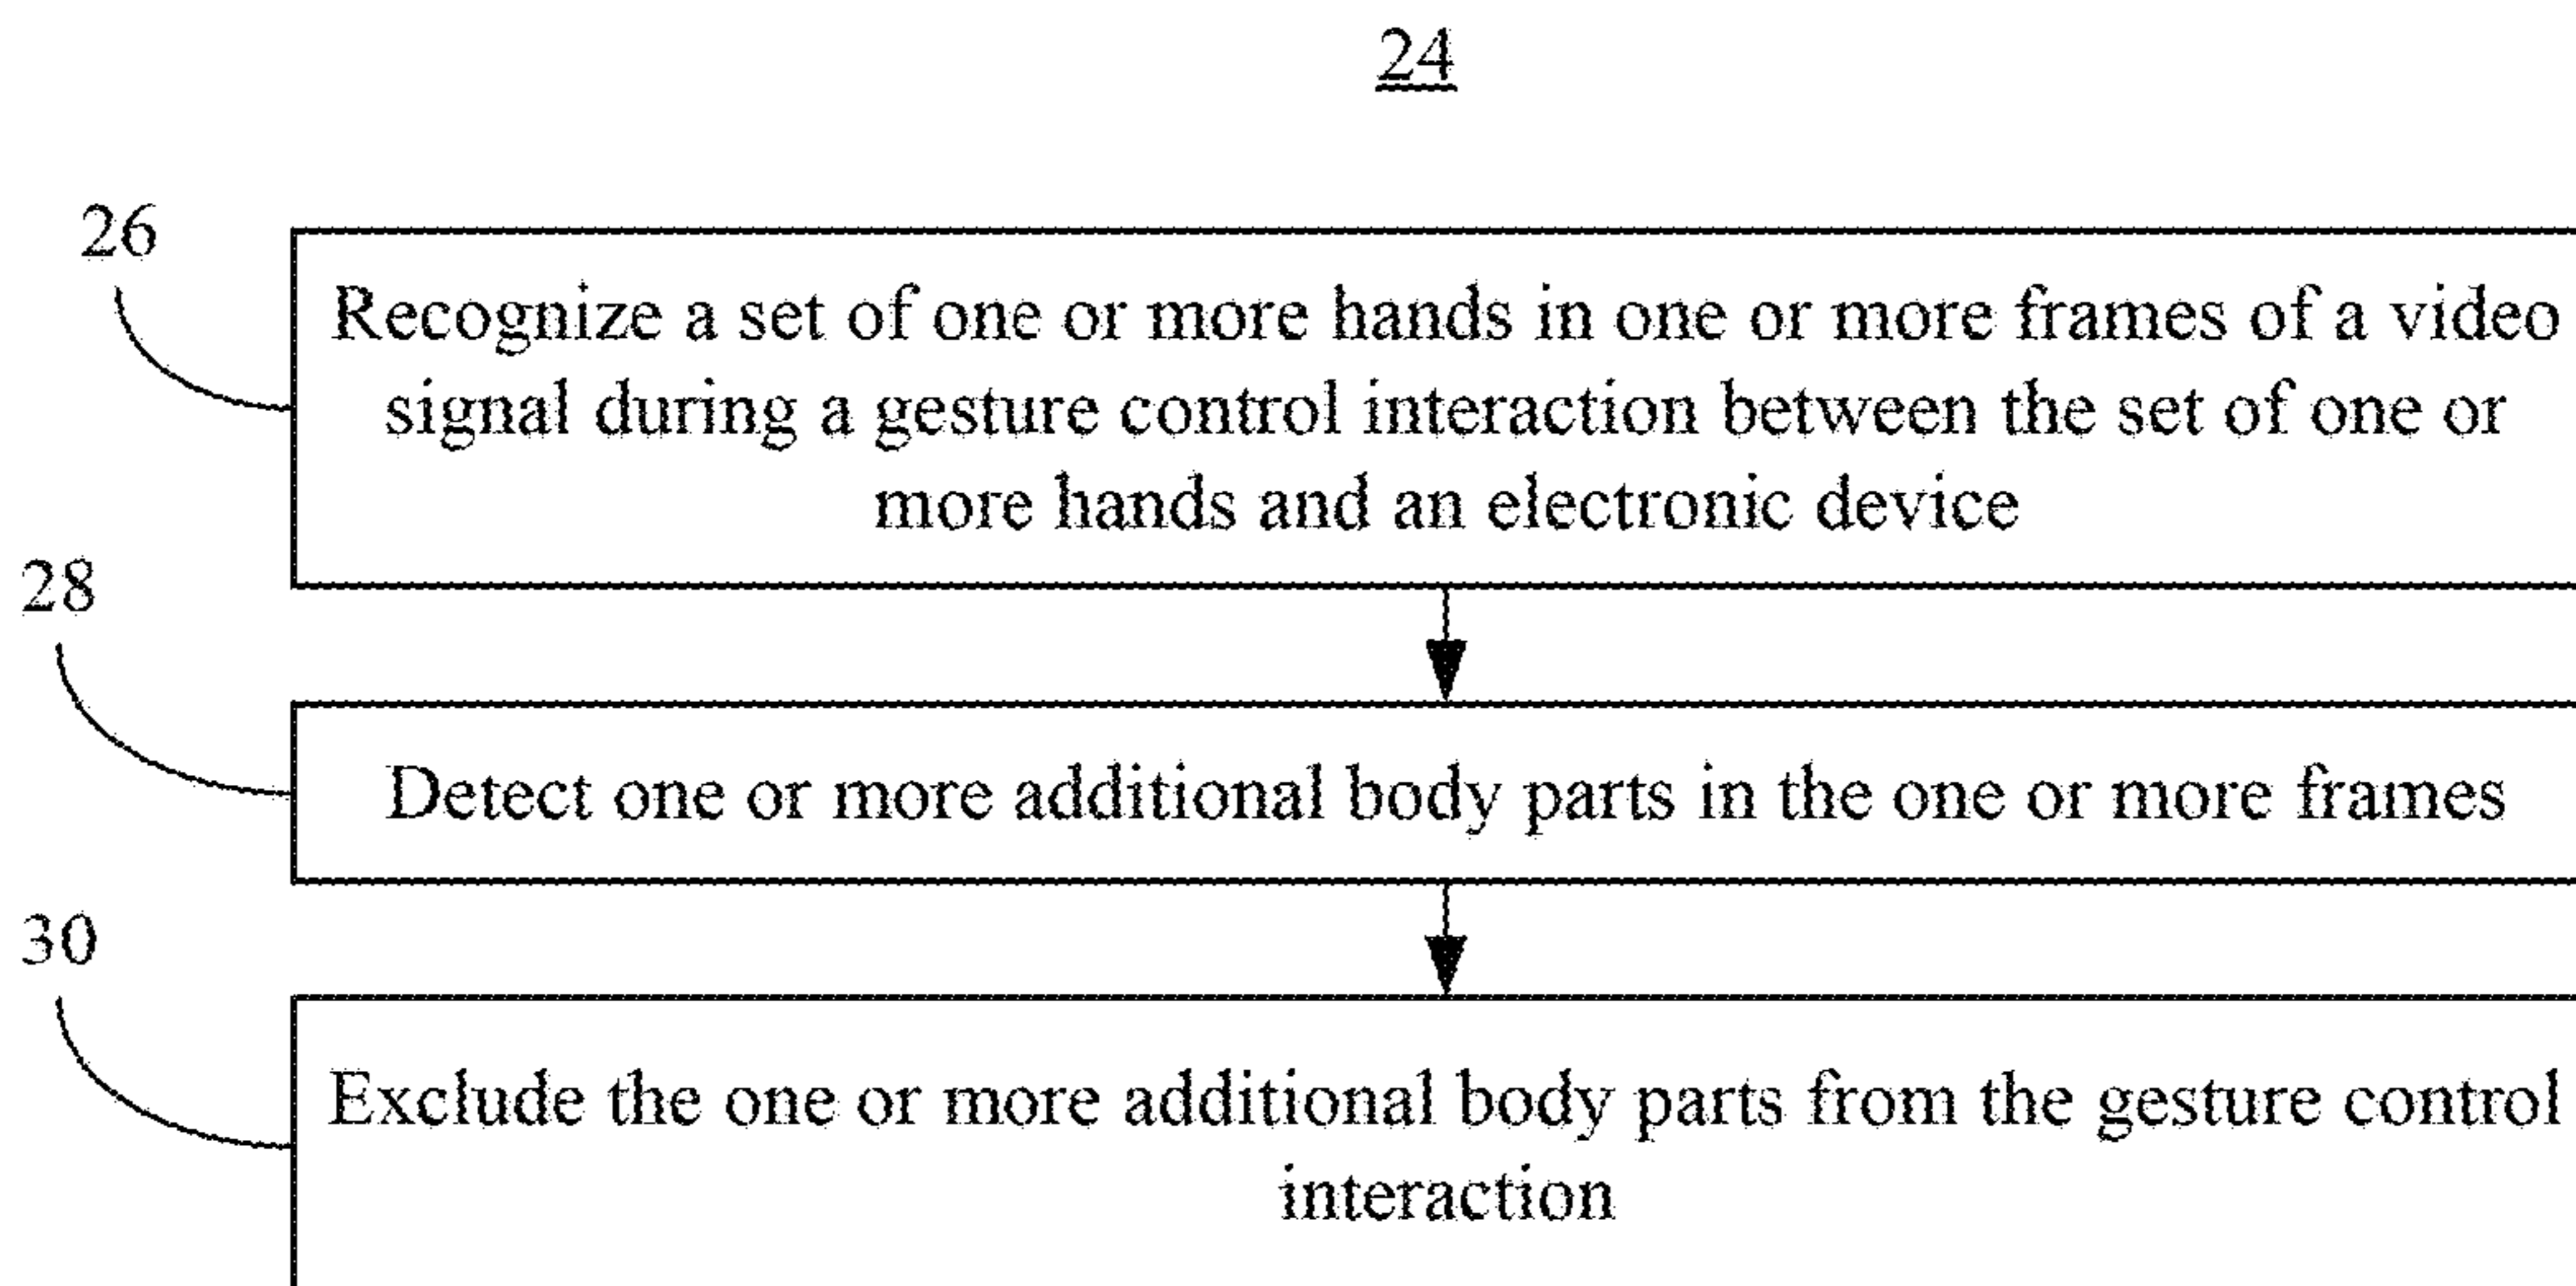 24
26
Recognize a set of one or more hands in one or more frames of a video
signal during a gesture control interaction between the set of one or
more hands and an electronic device
28
Detect one or more additional body parts in the one or more frames
30
Exclude the one or more additional body parts from the gesture control
interaction